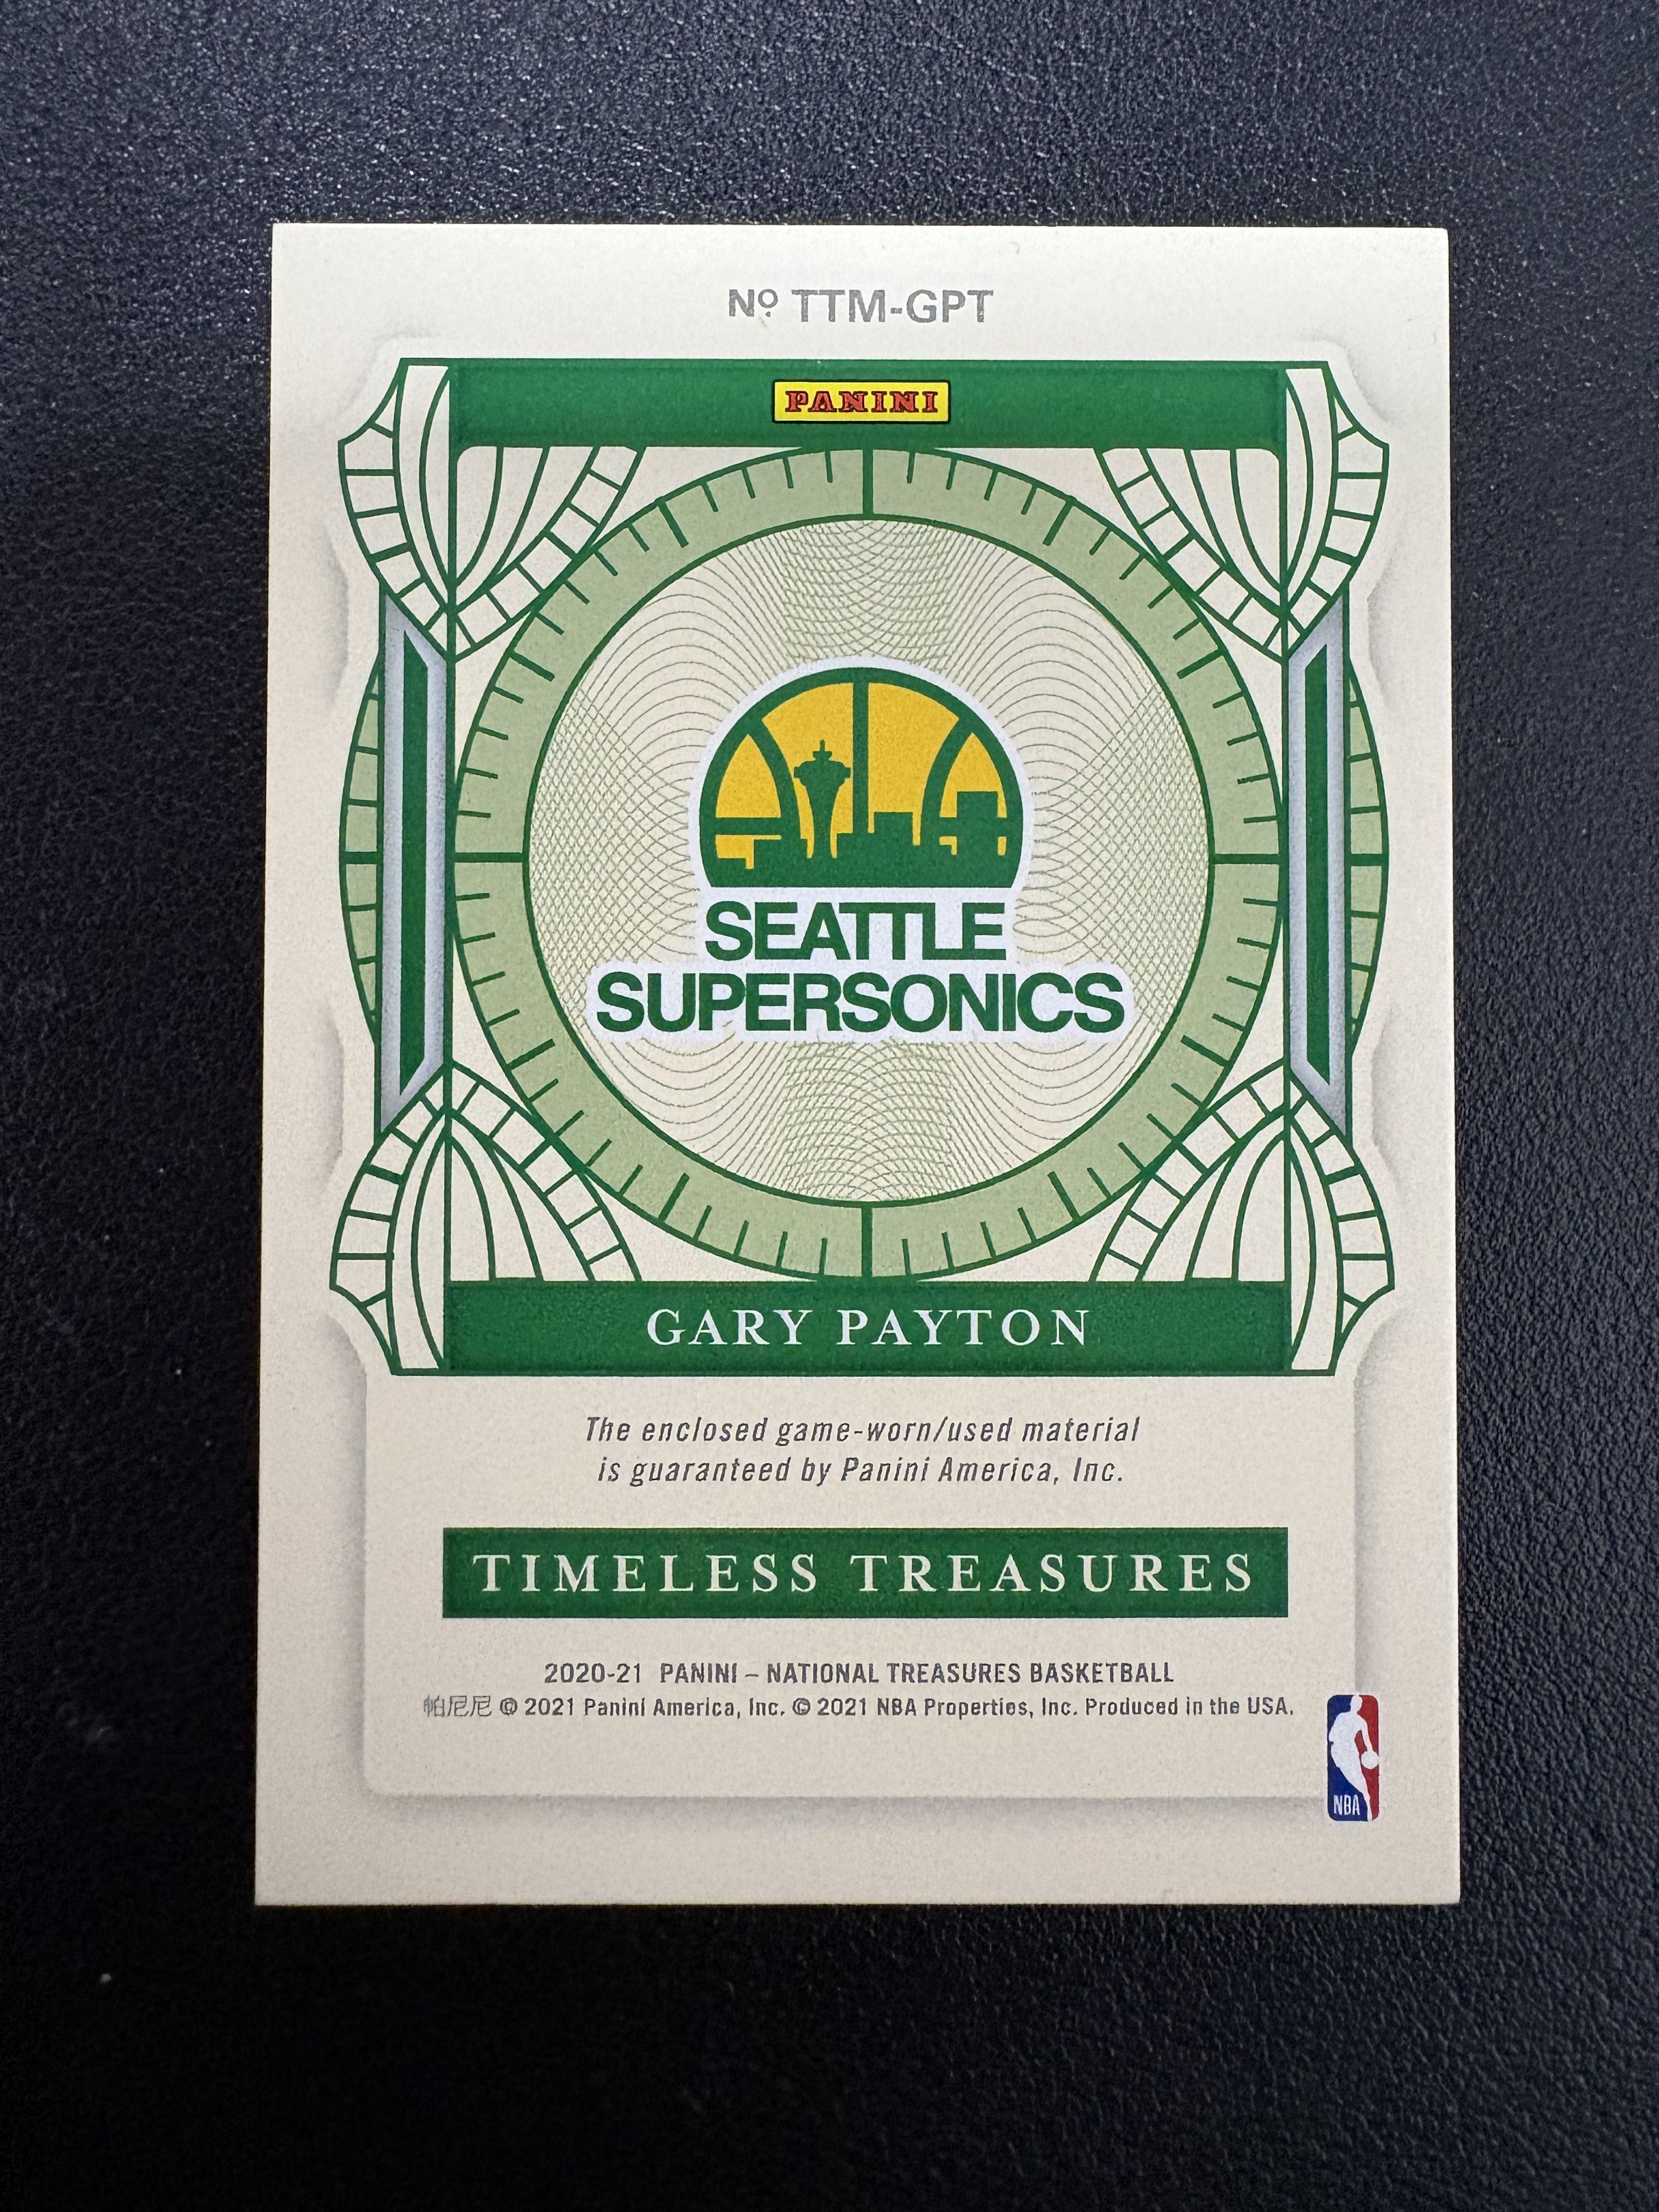 Nº TTM-GPT
PANINI
SEATTLE
SUPERSONICS
GARY PAYTON
The enclosed game-worn/used material
is guaranteed by Panini America, Inc.
TIMELESS TREASURES
2020-21 PANINI – NATIONAL TREASURES BASKETBALL
帕尼尼 © 2021 Panini America, Inc. © 2021 NBA Properties, Inc. Produced in the USA.
NBA